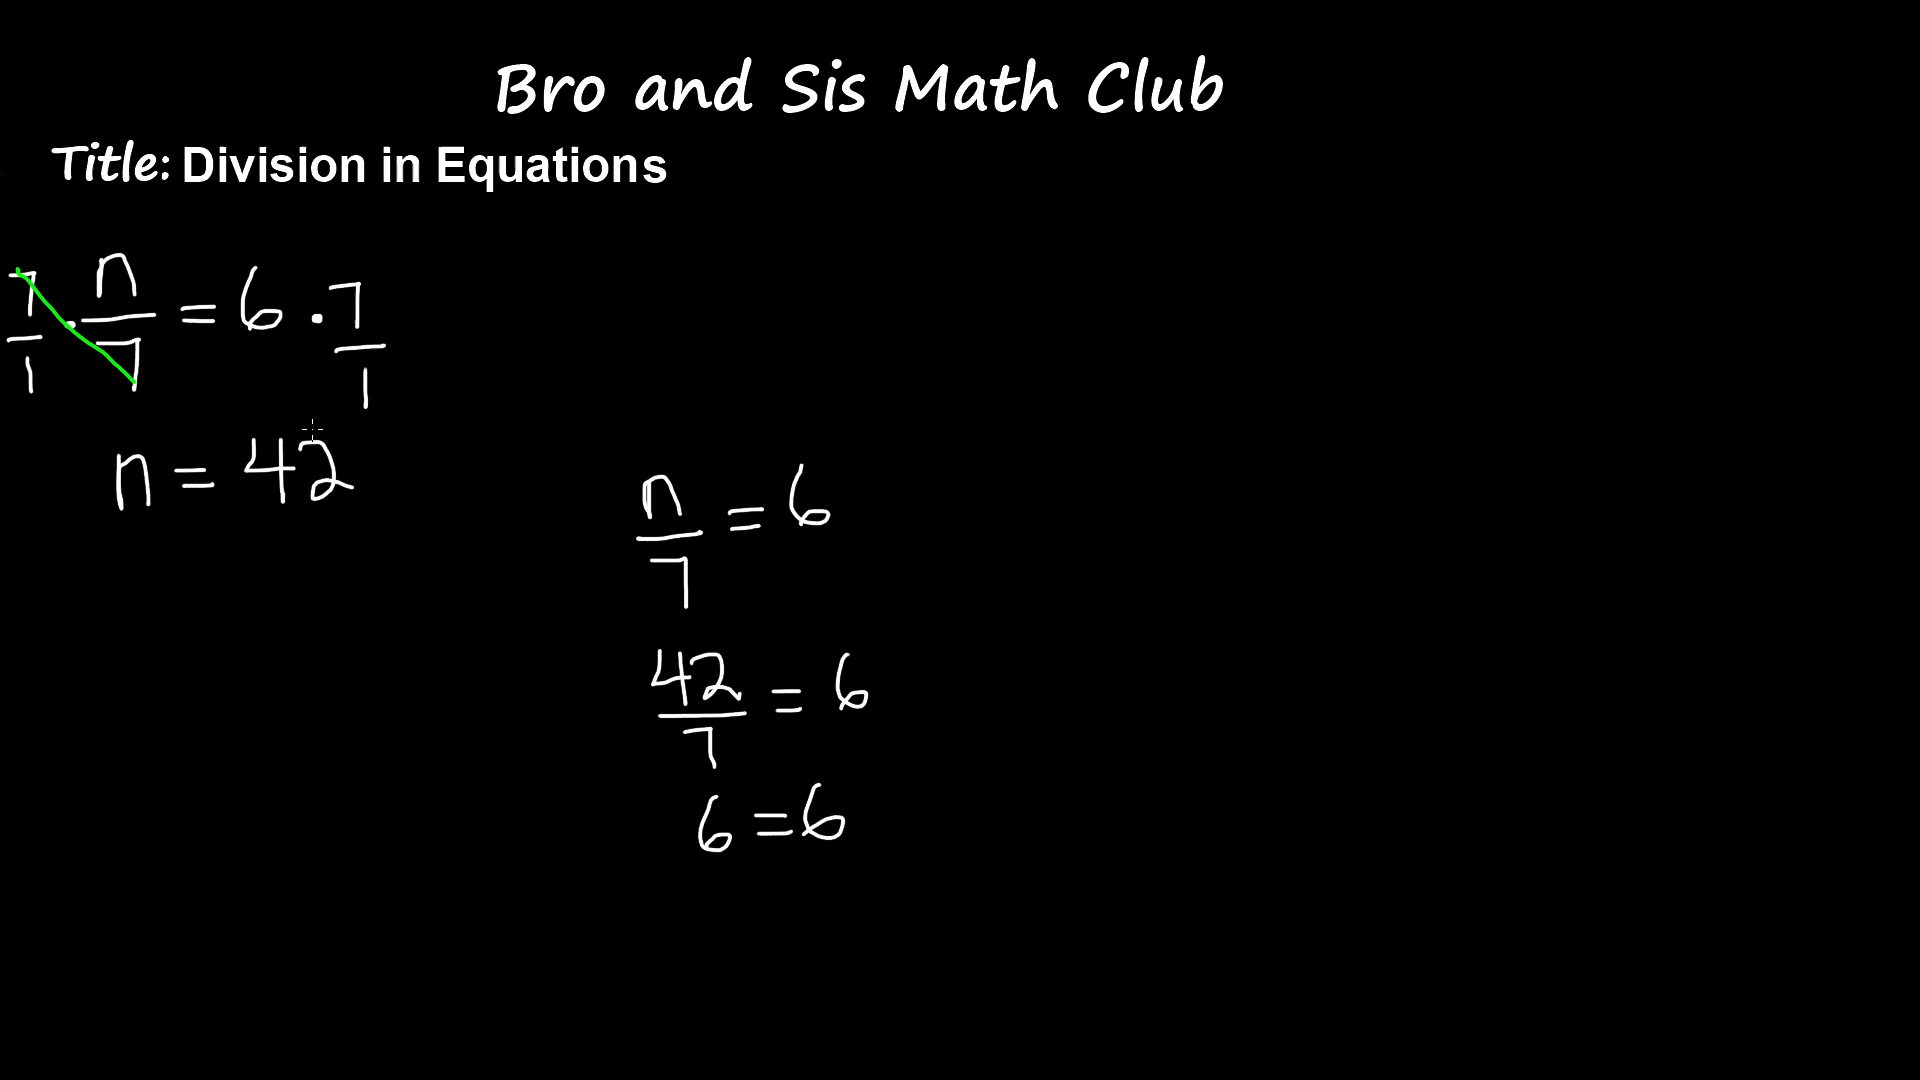 Bro and Sis Math Club
Title: Division in Equations
7/1 · n/7 = 6 · 7/1
n = 42
n/7 = 6
42/7 = 6
6 = 6